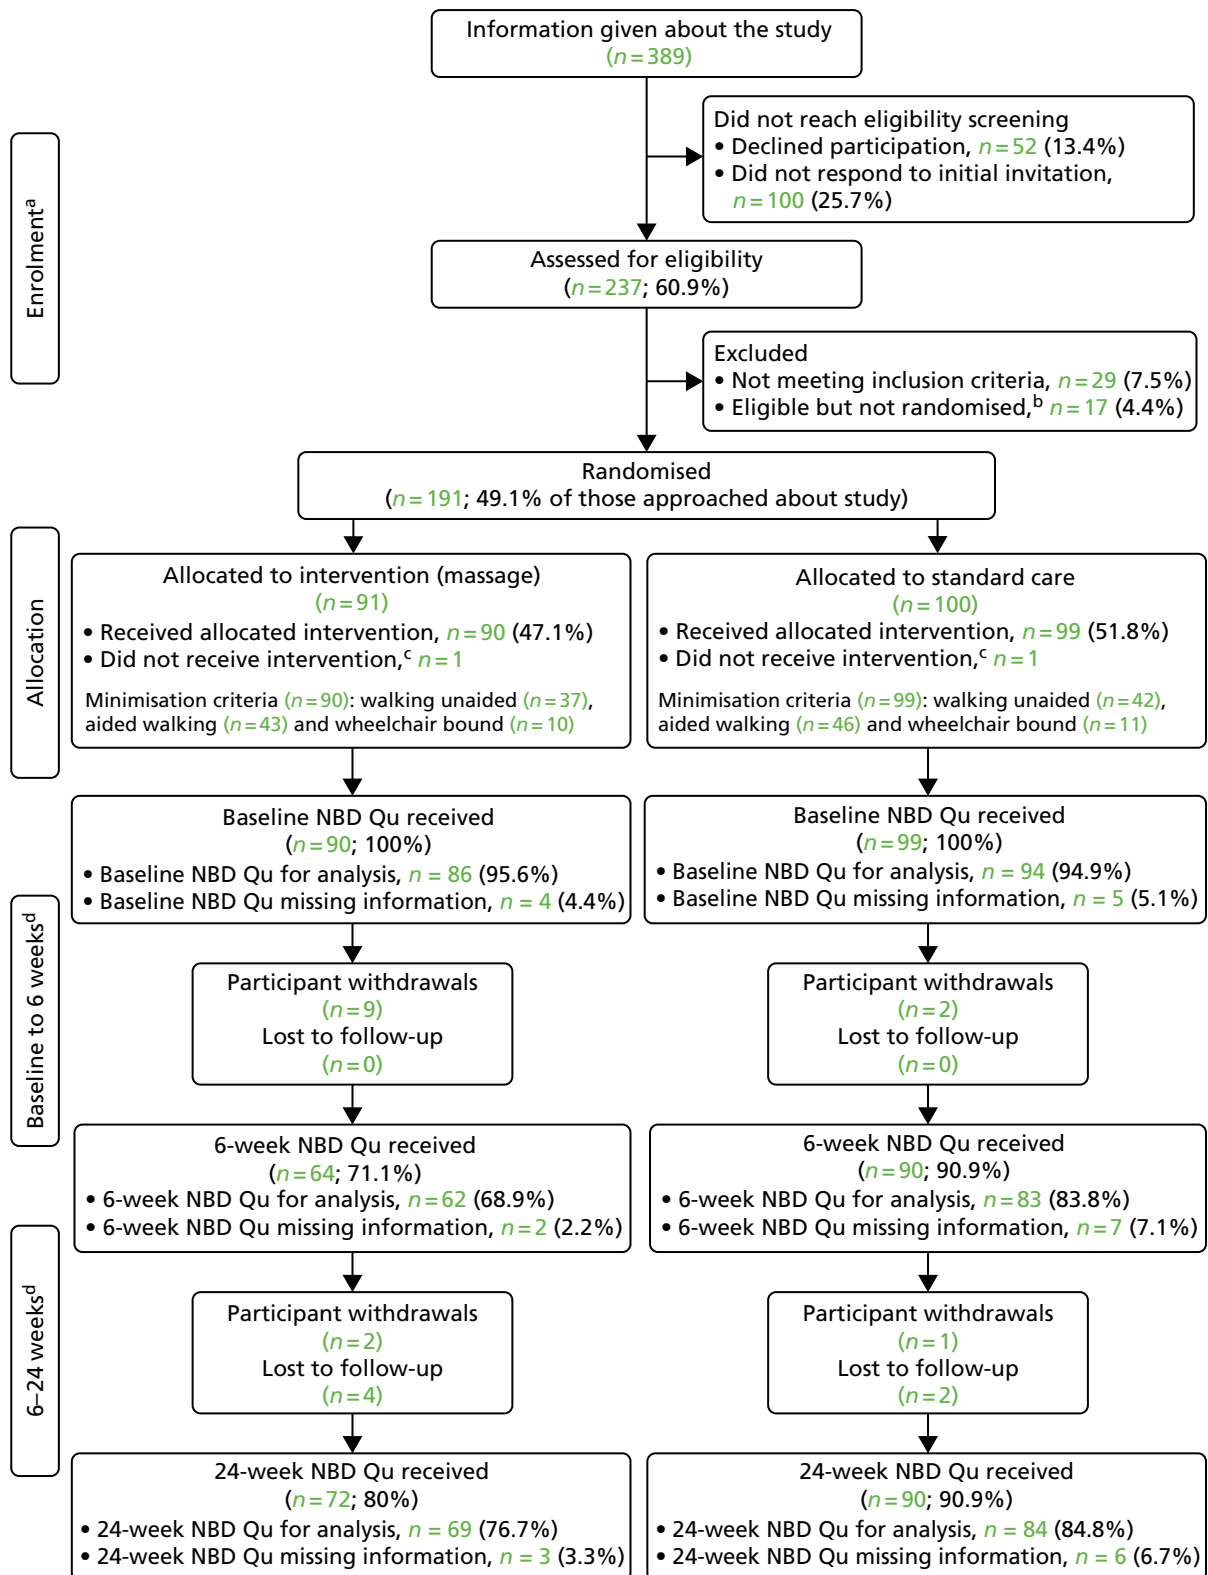 Information given about the study
(n=389)
Did not reach eligibility screening
• Declined participation, n=52 (13.4%)
• Did not respond to initial invitation,
n=100 (25.7%)
Enrolmentᵃ
Assessed for eligibility
(n=237; 60.9%)
Excluded
• Not meeting inclusion criteria, n=29 (7.5%)
• Eligible but not randomised,ᵇ n=17 (4.4%)
Randomised
(n=191; 49.1% of those approached about study)
Allocation
Allocated to intervention (massage)
(n=91)
• Received allocated intervention, n=90 (47.1%)
• Did not receive intervention,ᶜ n=1
Minimisation criteria (n=90): walking unaided (n=37),
aided walking (n=43) and wheelchair bound (n=10)
Allocated to standard care
(n=100)
• Received allocated intervention, n=99 (51.8%)
• Did not receive intervention,ᶜ n=1
Minimisation criteria (n=99): walking unaided (n=42),
aided walking (n=46) and wheelchair bound (n=11)
Baseline to 6 weeksᵈ
Baseline NBD Qu received
(n=90; 100%)
• Baseline NBD Qu for analysis, n = 86 (95.6%)
• Baseline NBD Qu missing information, n = 4 (4.4%)
Baseline NBD Qu received
(n=99; 100%)
• Baseline NBD Qu for analysis, n = 94 (94.9%)
• Baseline NBD Qu missing information, n = 5 (5.1%)
Participant withdrawals
(n=9)
Lost to follow-up
(n=0)
Participant withdrawals
(n=2)
Lost to follow-up
(n=0)
6-week NBD Qu received
(n=64; 71.1%)
• 6-week NBD Qu for analysis, n=62 (68.9%)
• 6-week NBD Qu missing information, n=2 (2.2%)
6-week NBD Qu received
(n=90; 90.9%)
• 6-week NBD Qu for analysis, n=83 (83.8%)
• 6-week NBD Qu missing information, n=7 (7.1%)
6–24 weeksᵈ
Participant withdrawals
(n=2)
Lost to follow-up
(n=4)
Participant withdrawals
(n=1)
Lost to follow-up
(n=2)
24-week NBD Qu received
(n=72; 80%)
• 24-week NBD Qu for analysis, n = 69 (76.7%)
• 24-week NBD Qu missing information, n = 3 (3.3%)
24-week NBD Qu received
(n=90; 90.9%)
• 24-week NBD Qu for analysis, n = 84 (84.8%)
• 24-week NBD Qu missing information, n = 6 (6.7%)